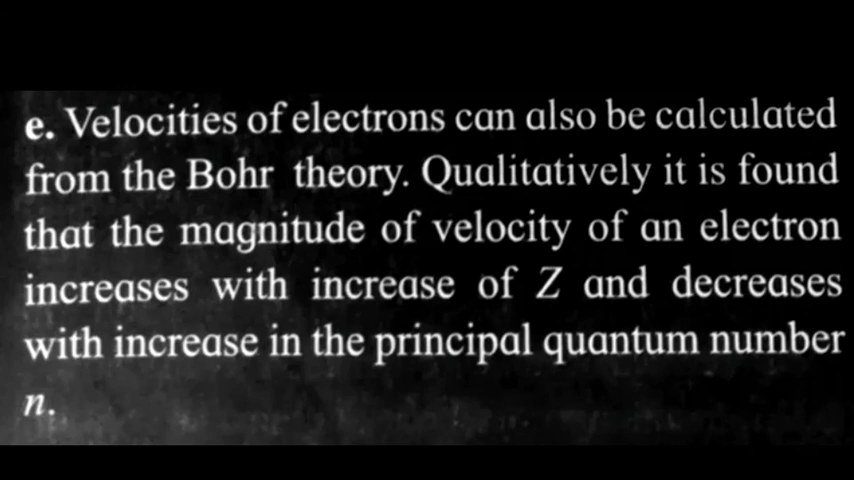 e. Velocities of electrons can also be calculated
from the Bohr theory. Qualitatively it is found
that the magnitude of velocity of an electron
increases with increase of Z and decreases
with increase in the principal quantum number
n.